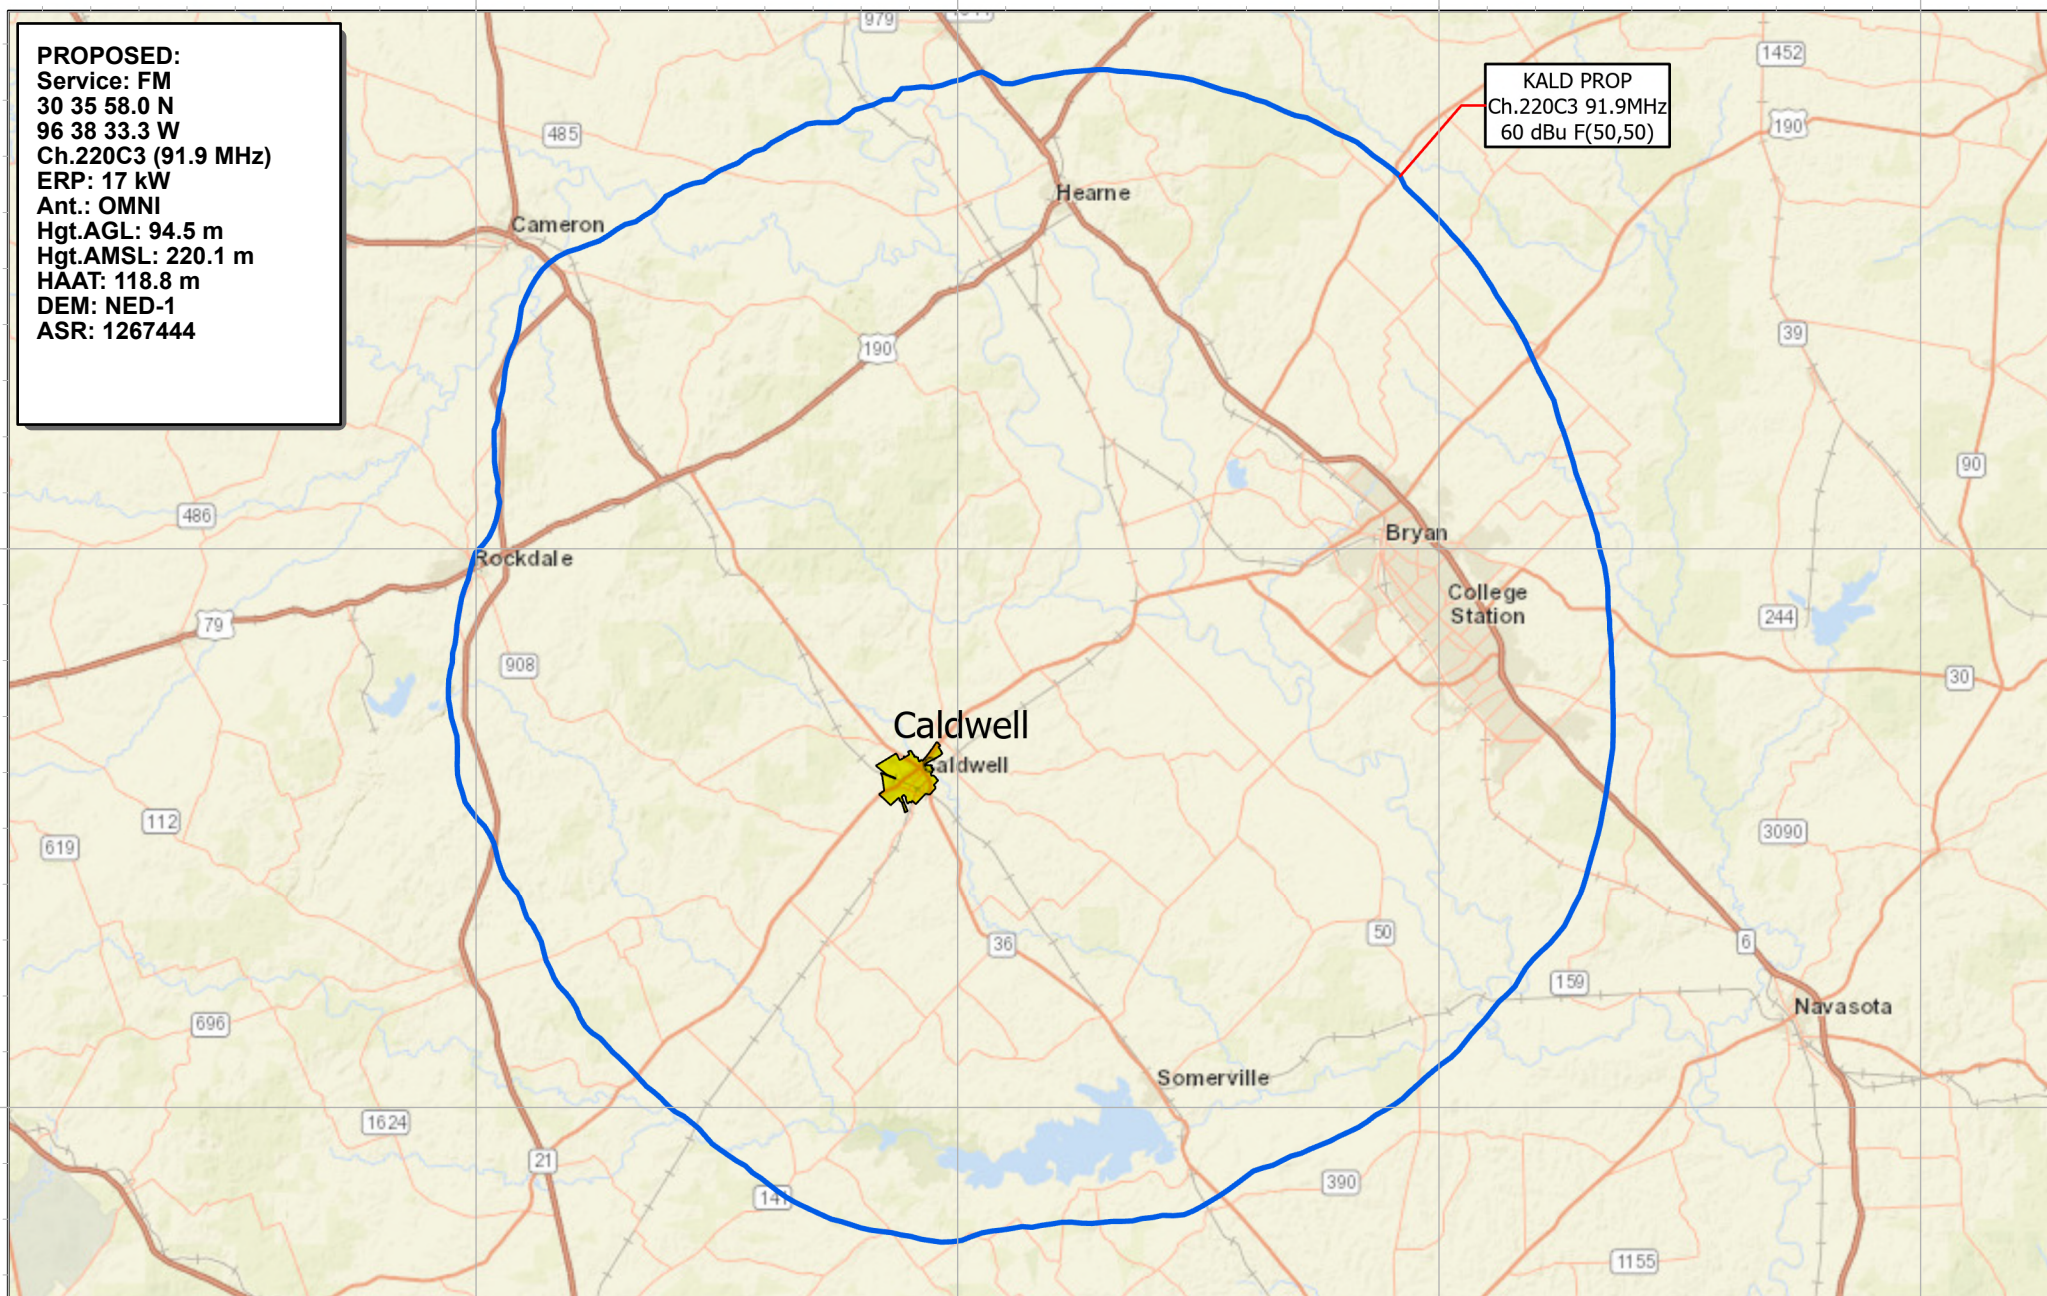 PROPOSED:
Service: FM
30 35 58.0 N
96 38 33.3 W
Ch.220C3 (91.9 MHz)
ERP: 17 kW
Ant.: OMNI
Hgt.AGL: 94.5 m
Hgt.AMSL: 220.1 m
HAAT: 118.8 m
DEM: NED-1
ASR: 1267444
KALD PROP
Ch.220C3 91.9MHz
60 dBu F(50,50)
979
1452
190
485
Hearne
Cameron
39
190
90
486
Bryan
Rockdale
College
Station
244
79
908
30
Caldwell
aldwell
112
3090
619
50
36
6
159
Navasota
696
Somerville
1624
21
390
141
1155